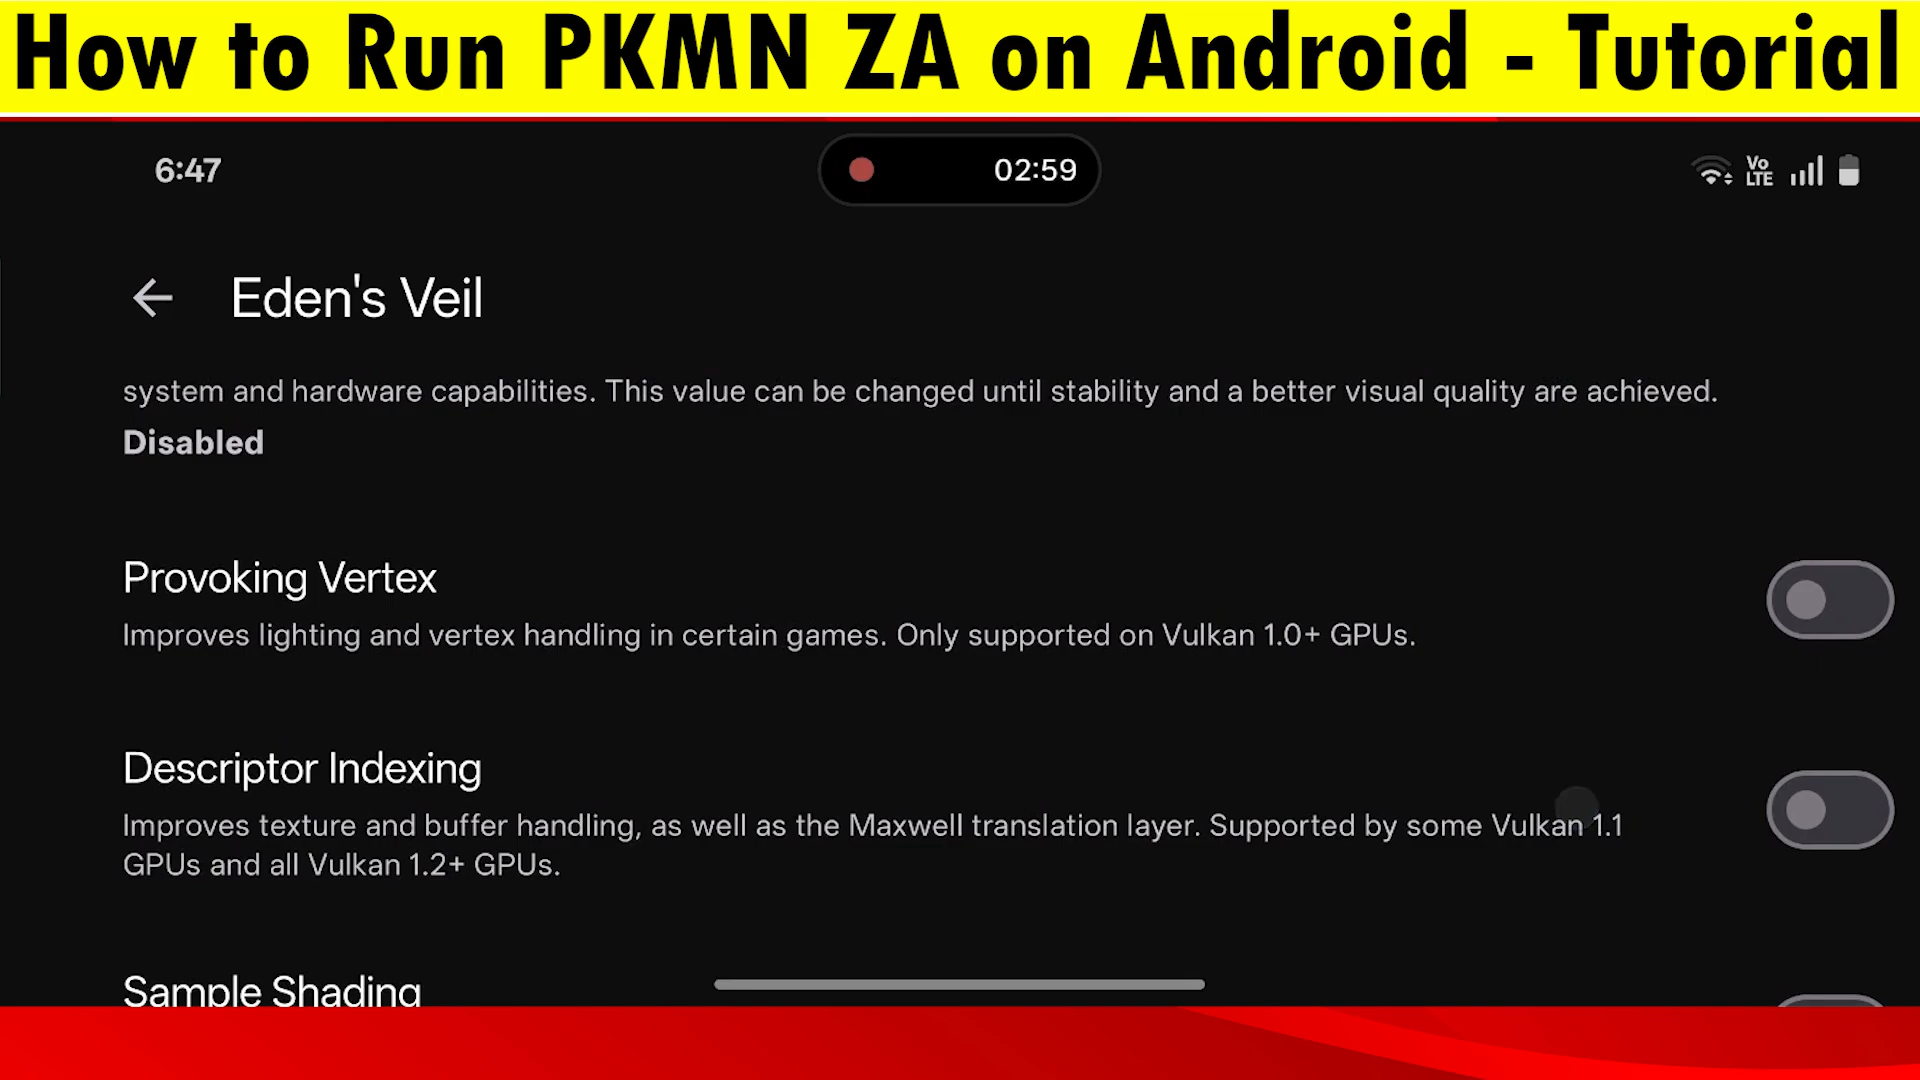 How to Run PKMN ZA on Android - Tutorial
6:47
02:59
Vo
LTE
Eden's Veil
system and hardware capabilities. This value can be changed until stability and a better visual quality are achieved.
Disabled
Provoking Vertex
Improves lighting and vertex handling in certain games. Only supported on Vulkan 1.0+ GPUs.
Descriptor Indexing
Improves texture and buffer handling, as well as the Maxwell translation layer. Supported by some Vulkan 1.1
GPUs and all Vulkan 1.2+ GPUs.
Sample Shading